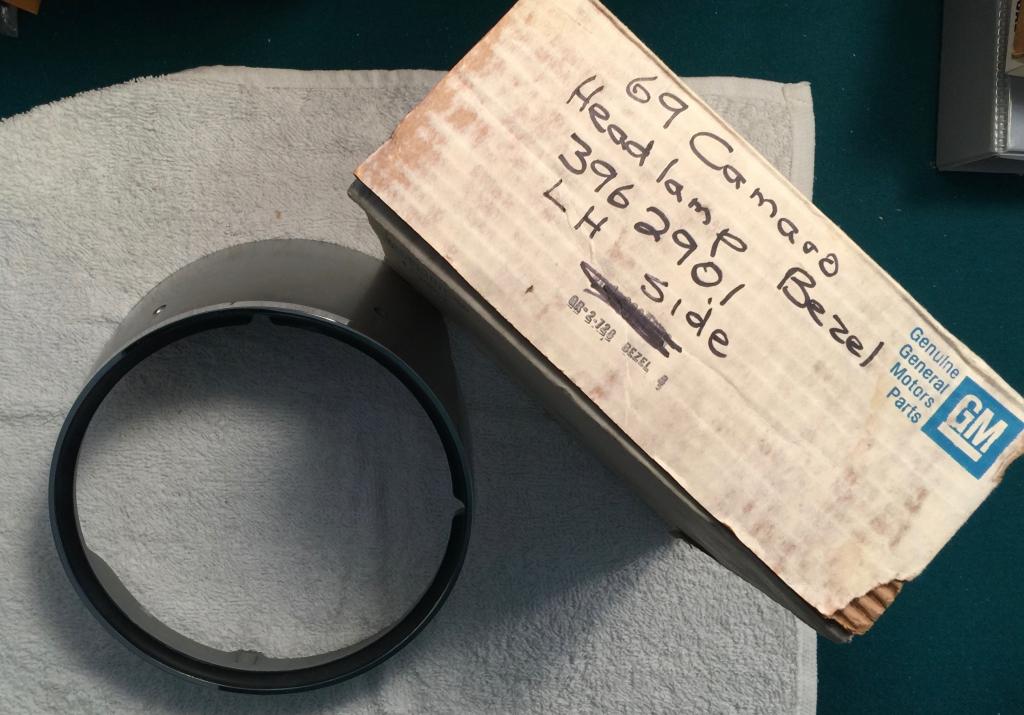 69 Camaro
Headlamp Bezel
3962901
LH Side
BEZEL
Genuine
General
Motors
Parts
GM